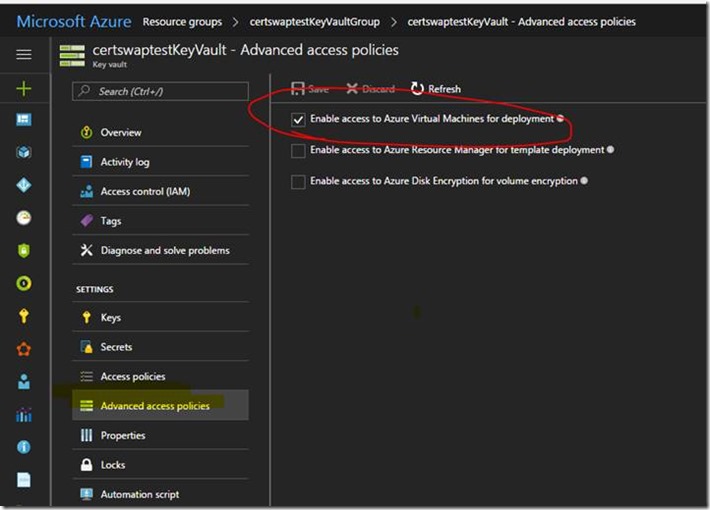 Microsoft Azure Resource groups > certswaptestKeyVaultGroup > certswaptestKeyVault - Advanced access policies
certswaptestKeyVault - Advanced access policies
Key vault
Search (Ctrl+/)
Save Discard Refresh
Enable access to Azure Virtual Machines for deployment
Enable access to Azure Resource Manager for template deployment
Enable access to Azure Disk Encryption for volume encryption
Overview
Activity log
Access control (IAM)
Tags
Diagnose and solve problems
SETTINGS
Keys
Secrets
Access policies
Advanced access policies
Properties
Locks
Automation script